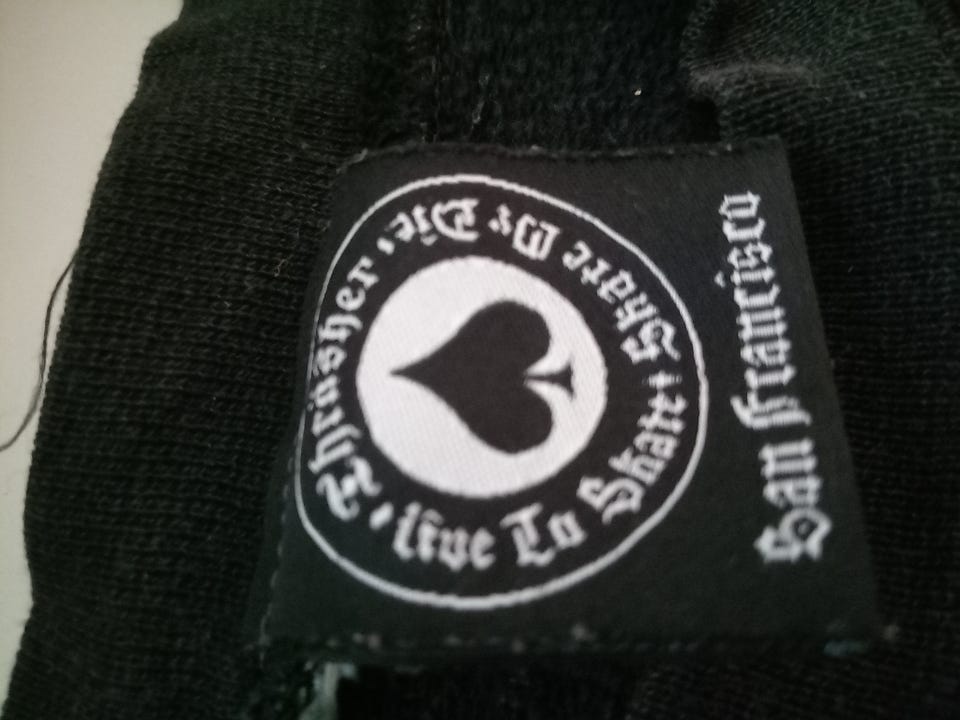 Thrasher
Live To Skate! Skate Or Die!
San Francisco